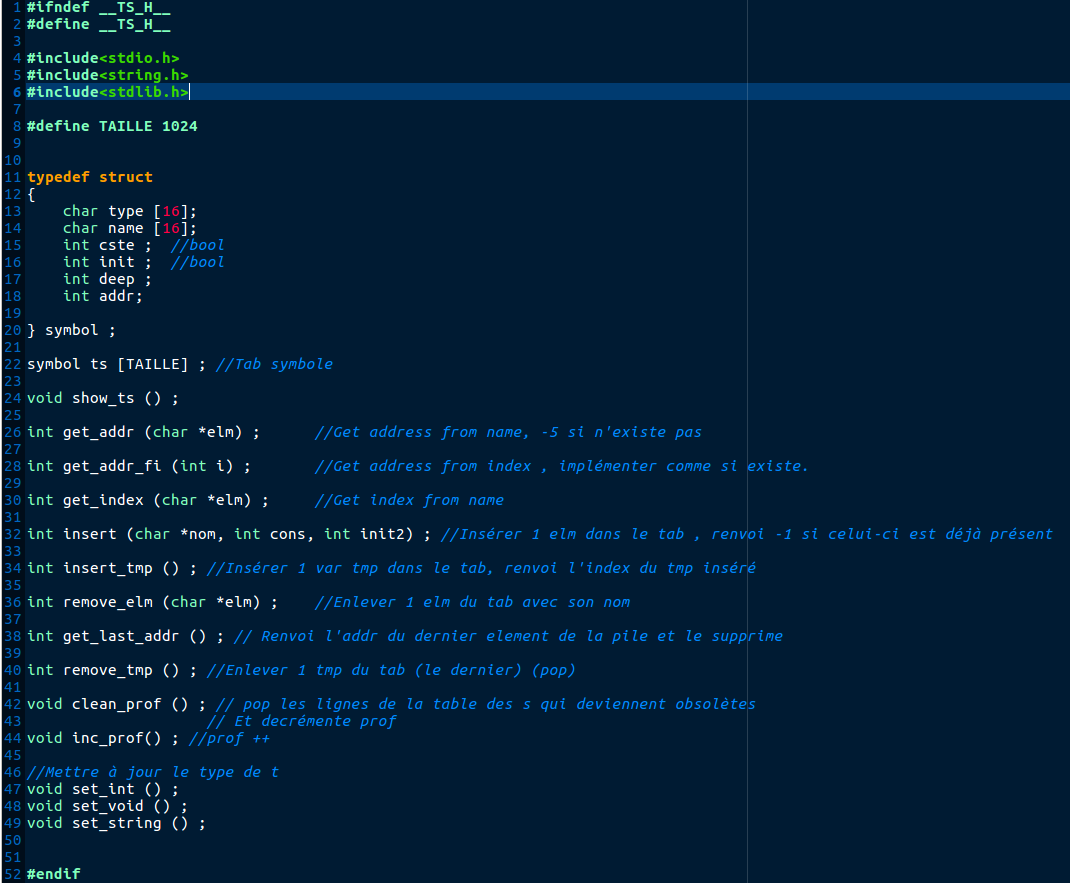 1 #ifndef __TS_H__
2 #define __TS_H__
3
4 #include<stdio.h>
5 #include<string.h>
6 #include<stdlib.h>
7
8 #define TAILLE 1024
9
10
11 typedef struct
12 {
13     char type [16];
14     char name [16];
15     int cste ;  //bool
16     int init ;  //bool
17     int deep ;
18     int addr;
19
20 } symbol ;
21
22 symbol ts [TAILLE] ; //Tab symbole
23
24 void show_ts () ;
25
26 int get_addr (char *elm) ;      //Get address from name, -5 si n'existe pas
27
28 int get_addr_fi (int i) ;       //Get address from index , implémenter comme si existe.
29
30 int get_index (char *elm) ;     //Get index from name
31
32 int insert (char *nom, int cons, int init2) ; //Insérer 1 elm dans le tab , renvoi -1 si celui-ci est déjà présent
33
34 int insert_tmp () ; //Insérer 1 var tmp dans le tab, renvoi l'index du tmp inséré
35
36 int remove_elm (char *elm) ;    //Enlever 1 elm du tab avec son nom
37
38 int get_last_addr () ; // Renvoi l'addr du dernier element de la pile et le supprime
39
40 int remove_tmp () ; //Enlever 1 tmp du tab (le dernier) (pop)
41
42 void clean_prof () ; // pop les lignes de la table des s qui deviennent obsolètes
43                     // Et decrémente prof
44 void inc_prof() ; //prof ++
45
46 //Mettre à jour le type de t
47 void set_int () ;
48 void set_void () ;
49 void set_string () ;
50
51
52 #endif